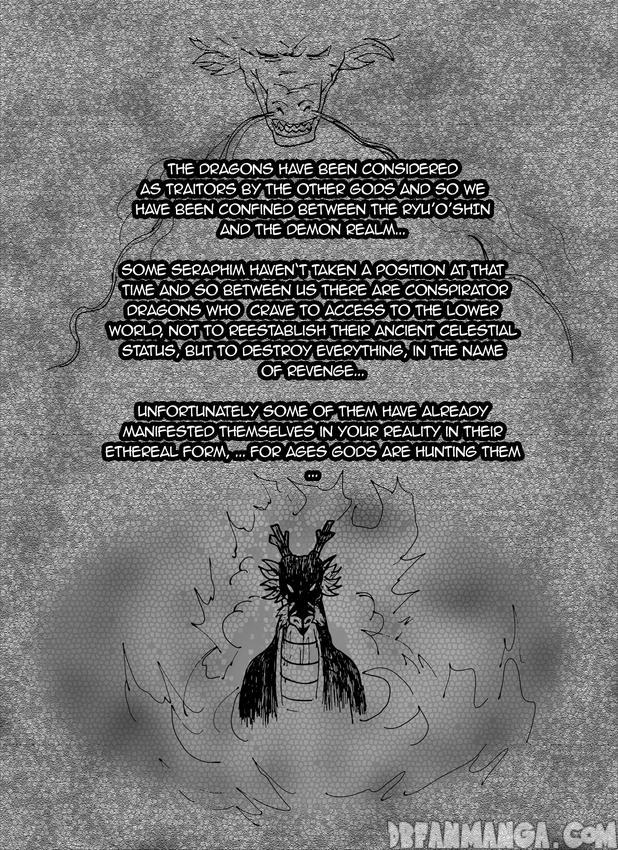 THE DRAGONS HAVE BEEN CONSIDERED
AS TRAITORS BY THE OTHER GODS AND SO WE
HAVE BEEN CONFINED BETWEEN THE RYU'O'SHIN
AND THE DEMON REALM...
SOME SERAPHIM HAVEN'T TAKEN A POSITION AT THAT
TIME AND SO BETWEEN US THERE ARE CONSPIRATOR
DRAGONS WHO CRAVE TO ACCESS TO THE LOWER
WORLD, NOT TO REESTABLISH THEIR ANCIENT CELESTIAL
STATUS, BUT TO DESTROY EVERYTHING, IN THE NAME
OF REVENGE...
UNFORTUNATELY SOME OF THEM HAVE ALREADY
MANIFESTED THEMSELVES IN YOUR REALITY IN THEIR
ETHEREAL FORM, ... FOR AGES GODS ARE HUNTING THEM
...
DBFANMANGA.COM